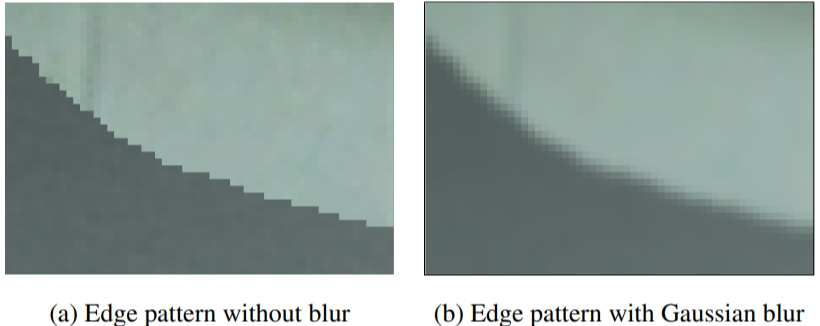 (a) Edge pattern without blur
(b) Edge pattern with Gaussian blur